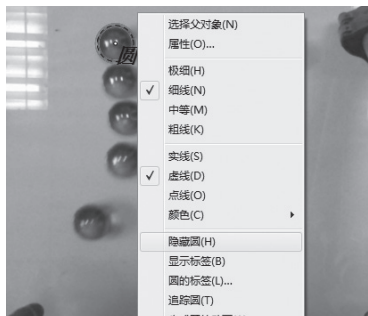 圆
选择父对象(N)
属性(O)...
极细(H)
✓ 细线(N)
中等(M)
粗线(K)
实线(S)
✓ 虚线(D)
点线(O)
颜色(C)
隐藏圆(H)
显示标签(B)
圆的标签(L)...
追踪圆(T)